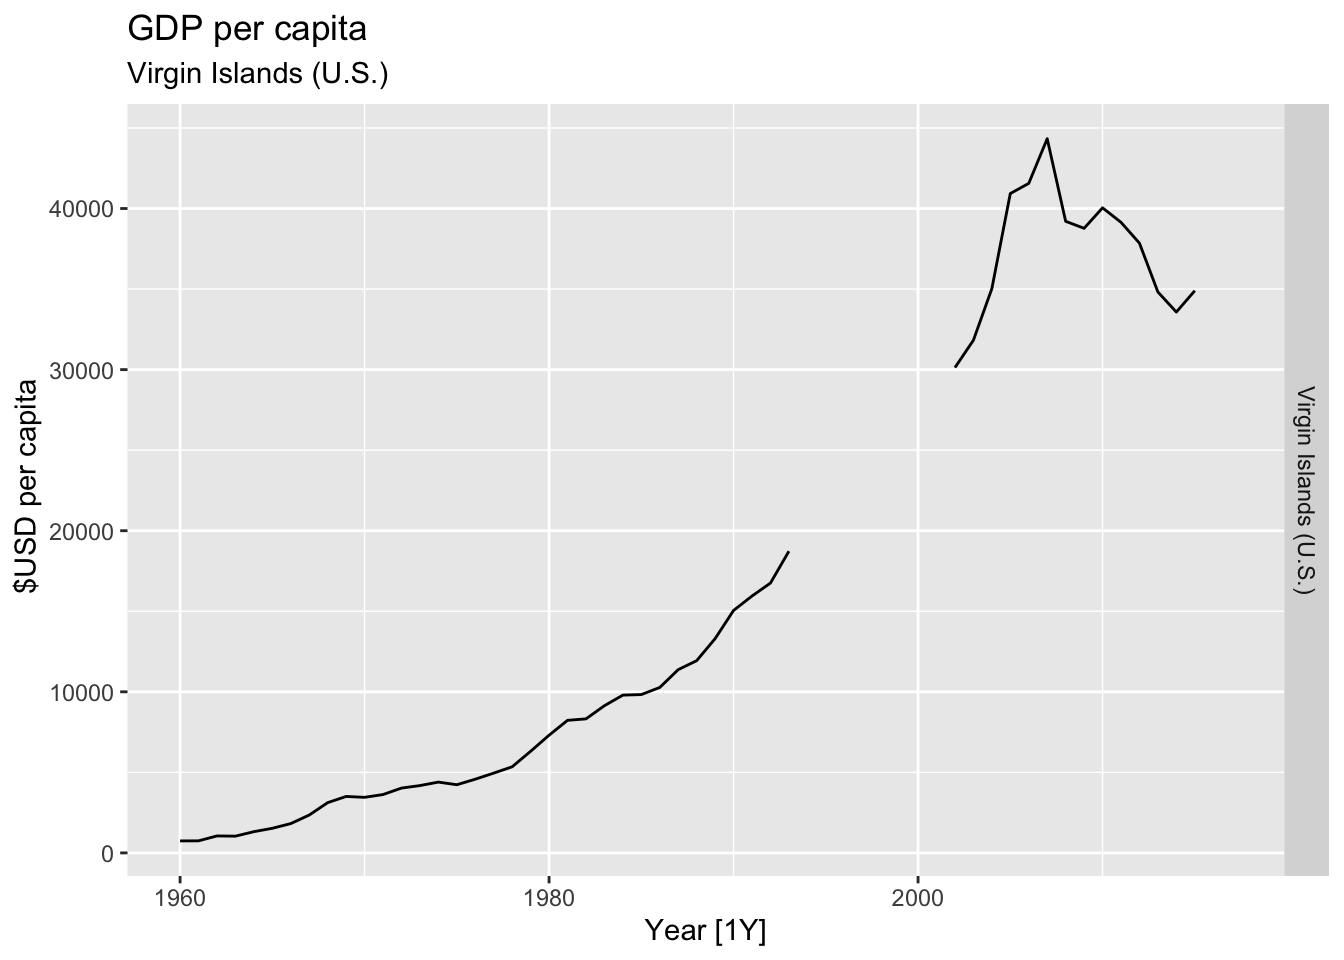 GDP per capita
Virgin Islands (U.S.)
$USD per capita
40000
30000
20000
10000
0
1960
1980
2000
Year [1Y]
Virgin Islands (U.S.)